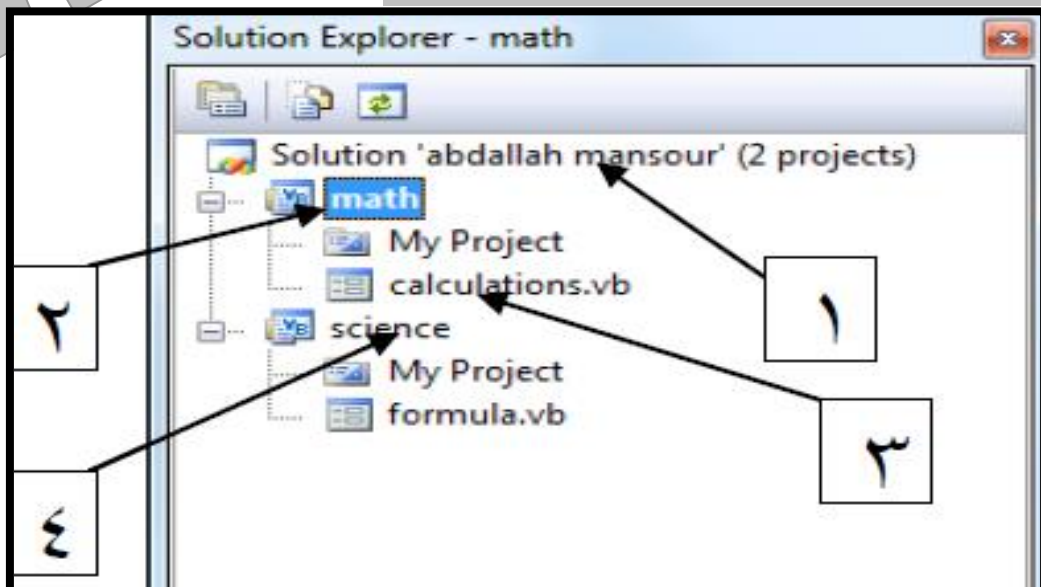 Solution Explorer - math
Solution 'abdallah mansour' (2 projects)
math
My Project
calculations.vb
science
My Project
formula.vb
١
٢
٣
٤